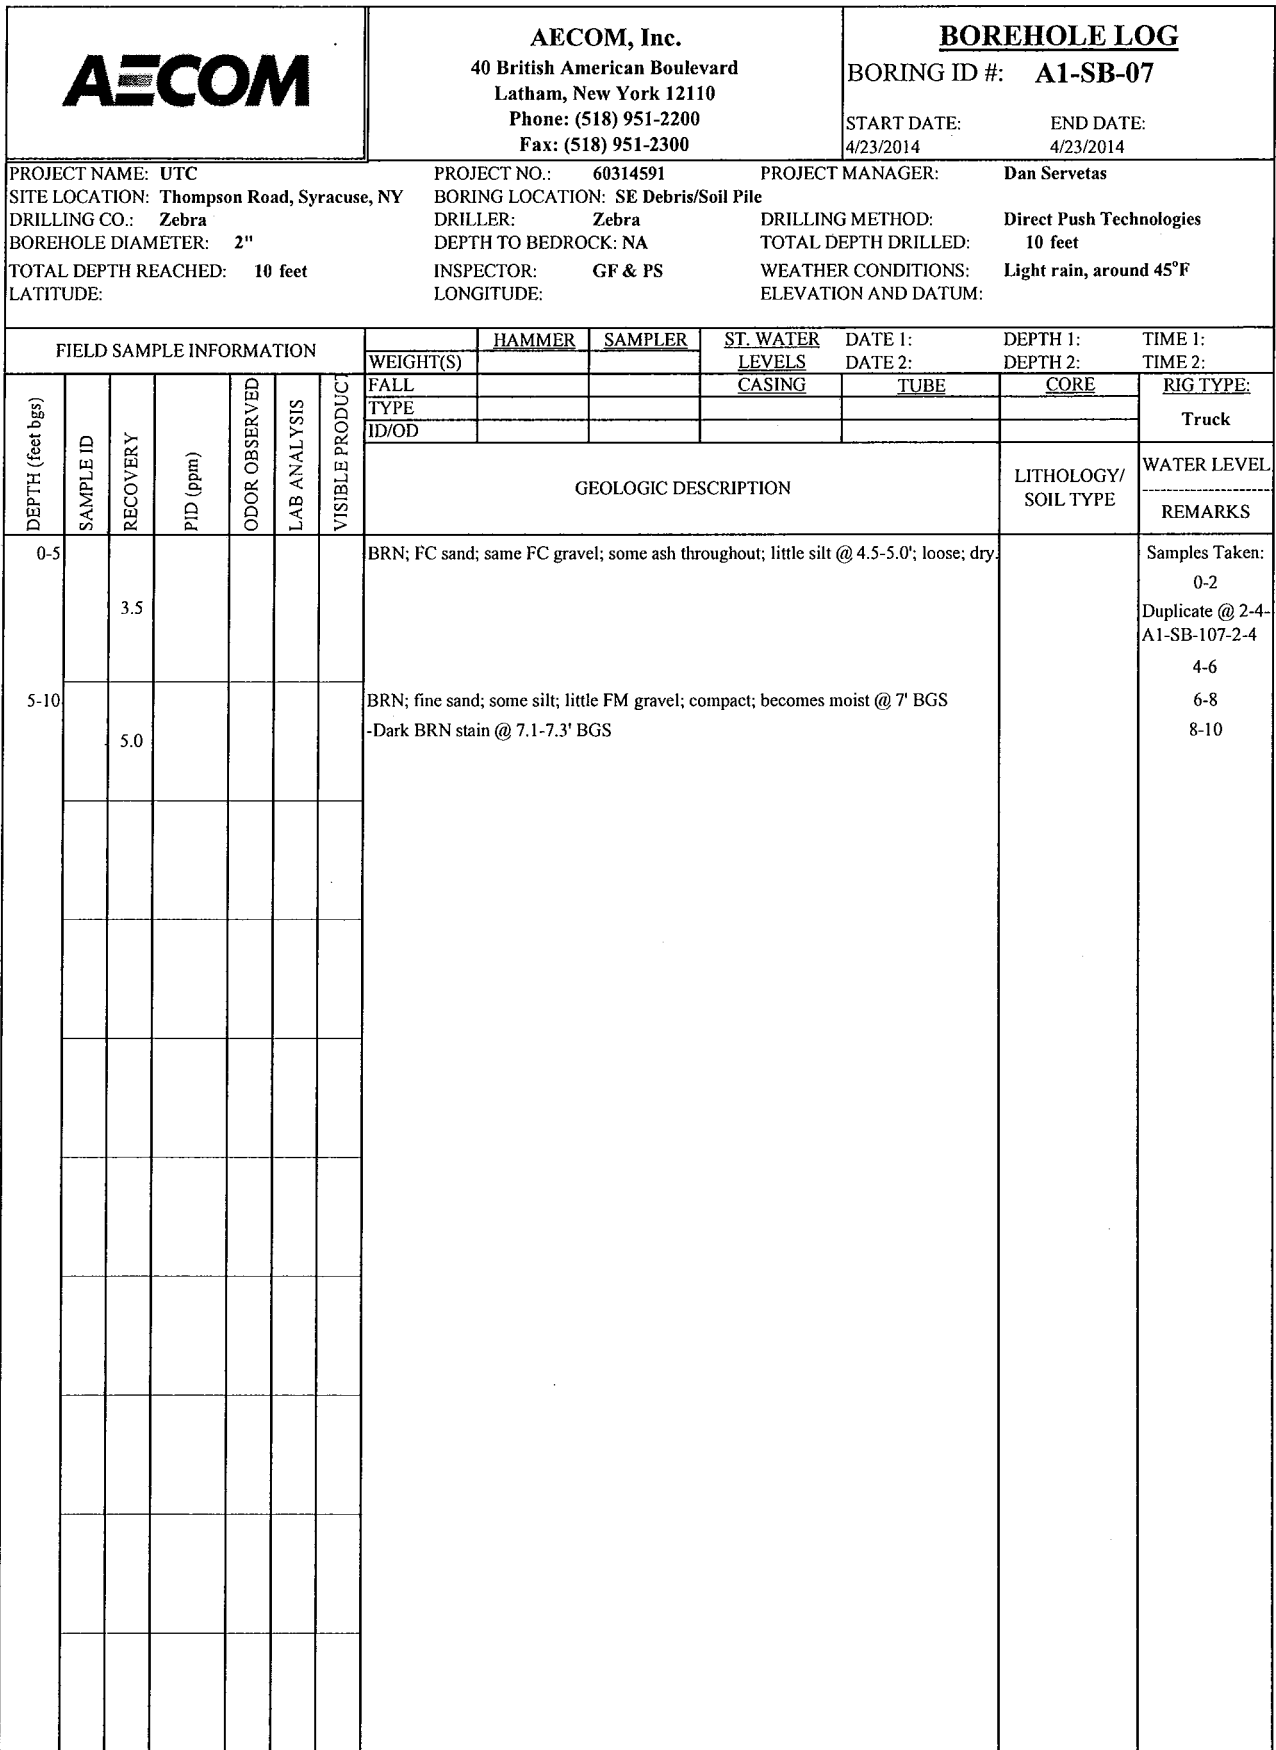 AECOM
AECOM, Inc.
40 British American Boulevard
Latham, New York 12110
Phone: (518) 951-2200
Fax: (518) 951-2300
BOREHOLE LOG
BORING ID #: A1-SB-07
START DATE: END DATE:
4/23/2014 4/23/2014
PROJECT NAME: UTC PROJECT NO.: 60314591 PROJECT MANAGER: Dan Servetas
SITE LOCATION: Thompson Road, Syracuse, NY BORING LOCATION: SE Debris/Soil Pile
DRILLING CO.: Zebra DRILLER: Zebra DRILLING METHOD: Direct Push Technologies
BOREHOLE DIAMETER: 2" DEPTH TO BEDROCK: NA TOTAL DEPTH DRILLED: 10 feet
TOTAL DEPTH REACHED: 10 feet INSPECTOR: GF & PS WEATHER CONDITIONS: Light rain, around 45°F
LATITUDE: LONGITUDE: ELEVATION AND DATUM:
FIELD SAMPLE INFORMATION
HAMMER SAMPLER ST. WATER DATE 1: DEPTH 1: TIME 1:
WEIGHT(S) LEVELS DATE 2: DEPTH 2: TIME 2:
FALL CASING TUBE CORE RIG TYPE:
TYPE
Truck
ID/OD
DEPTH (feet bgs)
SAMPLE ID
RECOVERY
PID (ppm)
ODOR OBSERVED
LAB ANALYSIS
VISIBLE PRODUCT
GEOLOGIC DESCRIPTION
LITHOLOGY/
SOIL TYPE
WATER LEVEL
--------------------
REMARKS
0-5 BRN; FC sand; same FC gravel; some ash throughout; little silt @ 4.5-5.0'; loose; dry. Samples Taken:
0-2
3.5 Duplicate @ 2-4-
A1-SB-107-2-4
4-6
5-10 BRN; fine sand; some silt; little FM gravel; compact; becomes moist @ 7' BGS 6-8
-Dark BRN stain @ 7.1-7.3' BGS 8-10
5.0